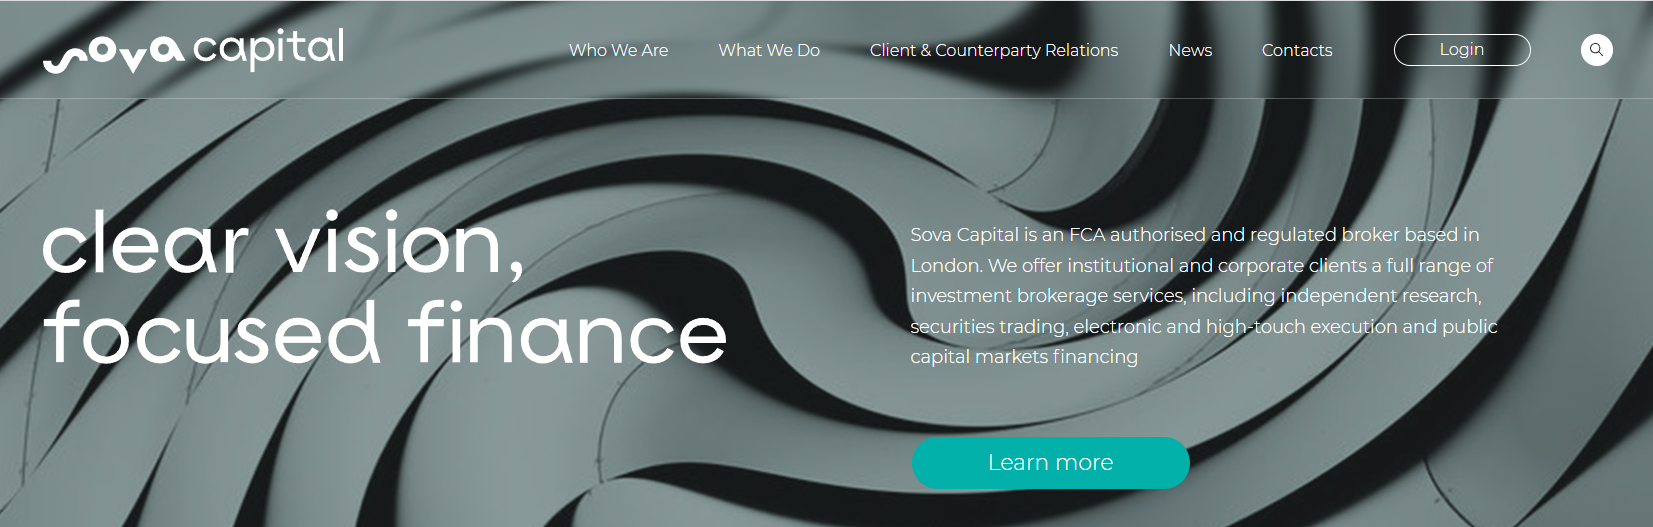 sova capital
Who We Are
What We Do
Client & Counterparty Relations
News
Contacts
Login
clear vision,
focused finance
Sova Capital is an FCA authorised and regulated broker based in
London. We offer institutional and corporate clients a full range of
investment brokerage services, including independent research,
securities trading, electronic and high-touch execution and public
capital markets financing
Learn more